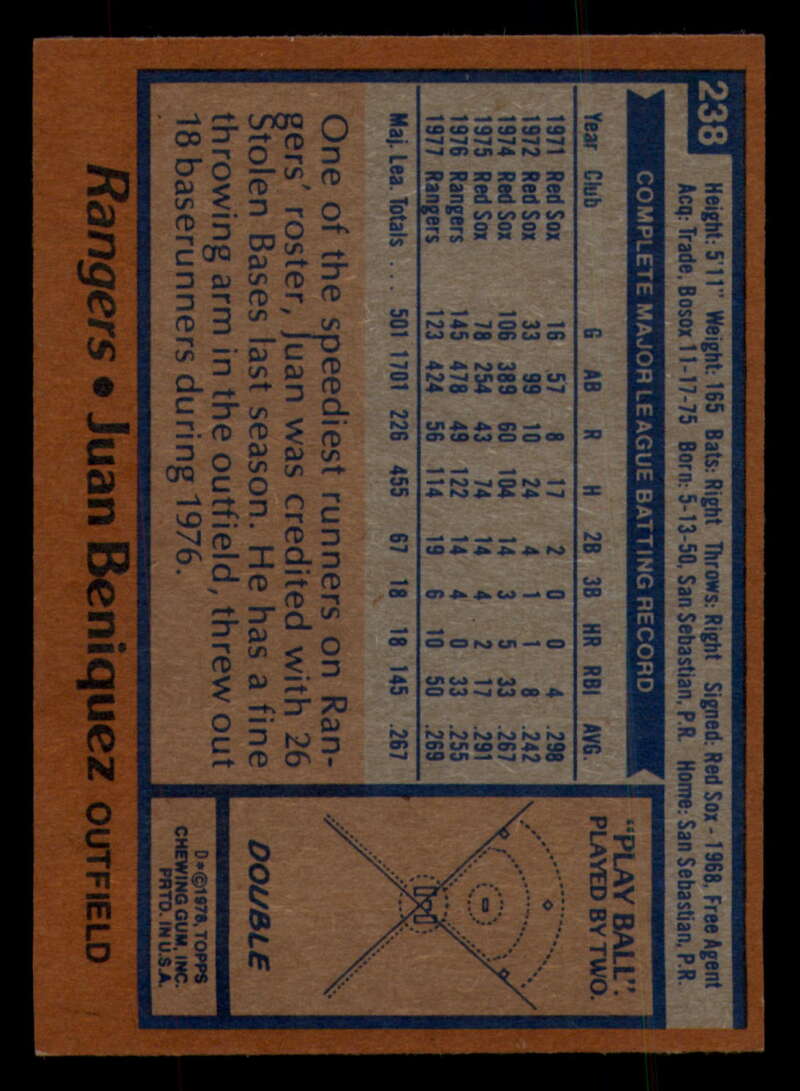 238
Height: 5'11" Weight: 165 Bats: Right Throws: Right Signed: Red Sox - 1968, Free Agent
Acq: Trade, Bosox 11-17-75 Born: 5-13-50, San Sebastian, P.R. Home: San Sebastian, P.R.
COMPLETE MAJOR LEAGUE BATTING RECORD
Year Club G AB R H 2B 3B HR RBI AVG.
1971 Red Sox 16 57 8 17 2 0 0 4 .298
1972 Red Sox 33 99 10 24 4 1 1 8 .242
1974 Red Sox 106 389 60 104 14 3 5 33 .267
1975 Red Sox 78 254 43 74 14 4 2 17 .291
1976 Rangers 145 478 49 122 14 4 0 33 .255
1977 Rangers 123 424 56 114 19 6 10 50 .269
Maj. Lea. Totals ... 501 1701 226 455 67 18 18 145 .267
One of the speediest runners on Ran-
gers' roster, Juan was credited with 26
Stolen Bases last season. He has a fine
throwing arm in the outfield, threw out
18 baserunners during 1976.
"PLAY BALL":
PLAYED BY TWO.
DOUBLE
D*©1978, TOPPS
CHEWING GUM, INC.
PRTD. IN U.S.A.
Rangers • Juan Beniquez OUTFIELD